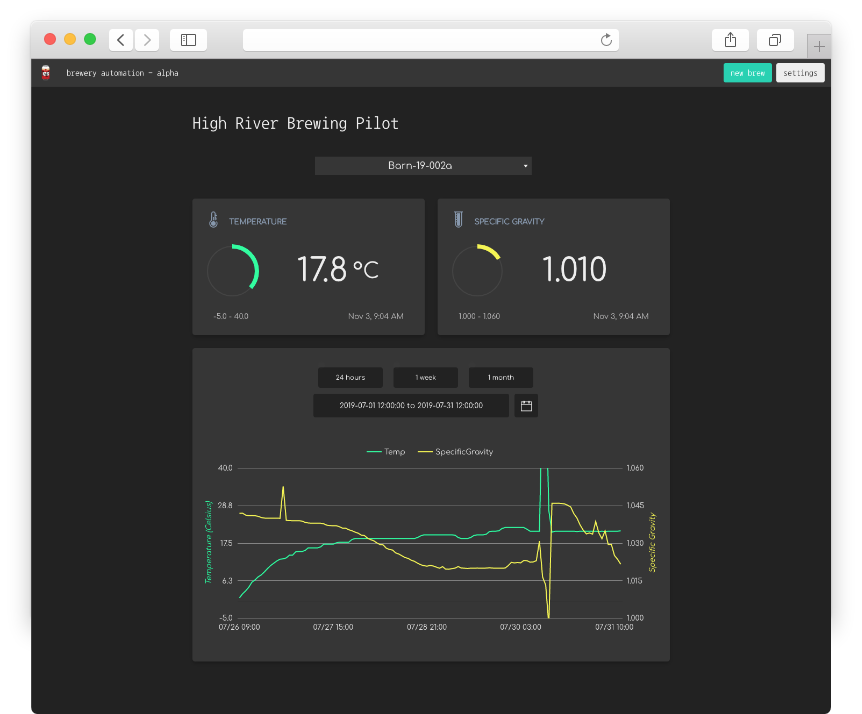 brewery automation - alpha
new brew
settings
High River Brewing Pilot
Barn-19-002a
TEMPERATURE
17.8 °C
-5.0 - 40.0
Nov 3, 9:04 AM
SPECIFIC GRAVITY
1.010
1.000 - 1.060
Nov 3, 9:04 AM
24 hours
1 week
1 month
2019-07-01 12:00:00 to 2019-07-31 12:00:00
Temp
SpecificGravity
40.0
28.8
17.5
6.3
-5.0
Temperature (Celsius)
1.060
1.045
1.030
1.015
1.000
Specific Gravity
07/26 09:00
07/27 15:00
07/28 21:00
07/30 03:00
07/31 10:00